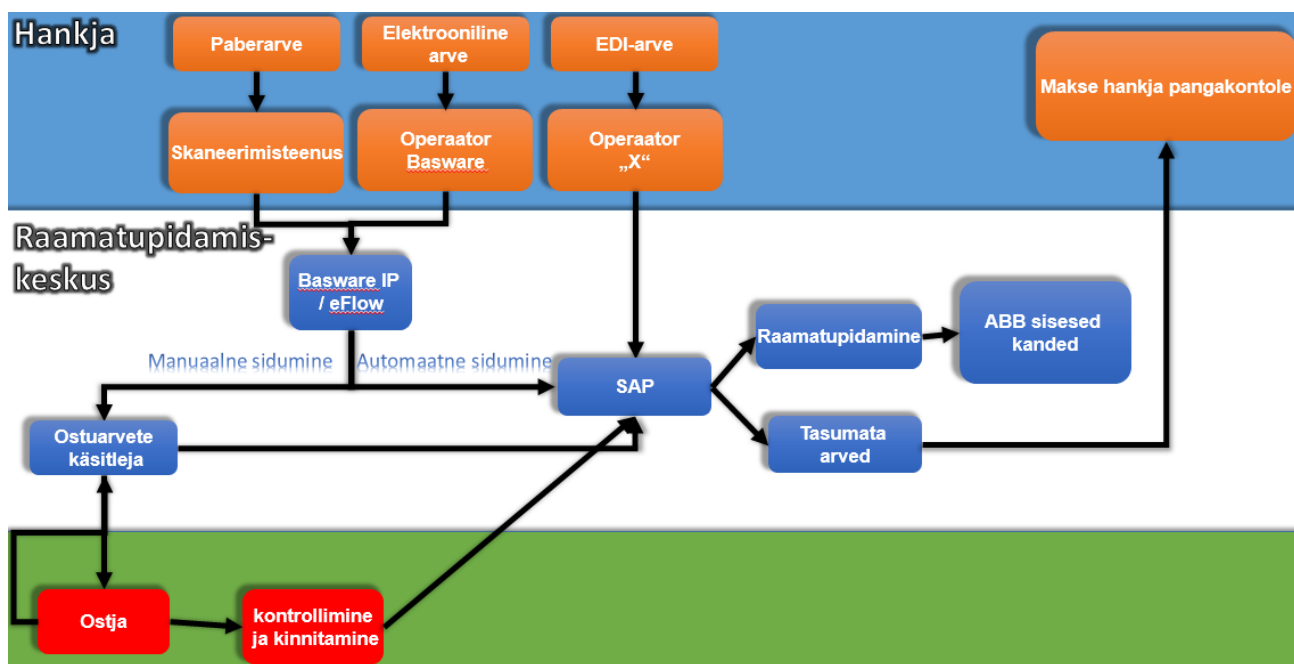 Hankja
Paberarve
Elektrooniline
arve
EDI-arve
Makse hankja pangakontole
Skaneerimisteenus
Operaator
Basware
Operaator
„X“
Raamatupidamis-
keskus
Basware IP
/ eFlow
Raamatupidamine
ABB sisesed
kanded
Manuaalne sidumine
Automaatne sidumine
SAP
Ostuarvete
käsitleja
Tasumata
arved
Ostja
kontrollimine
ja kinnitamine